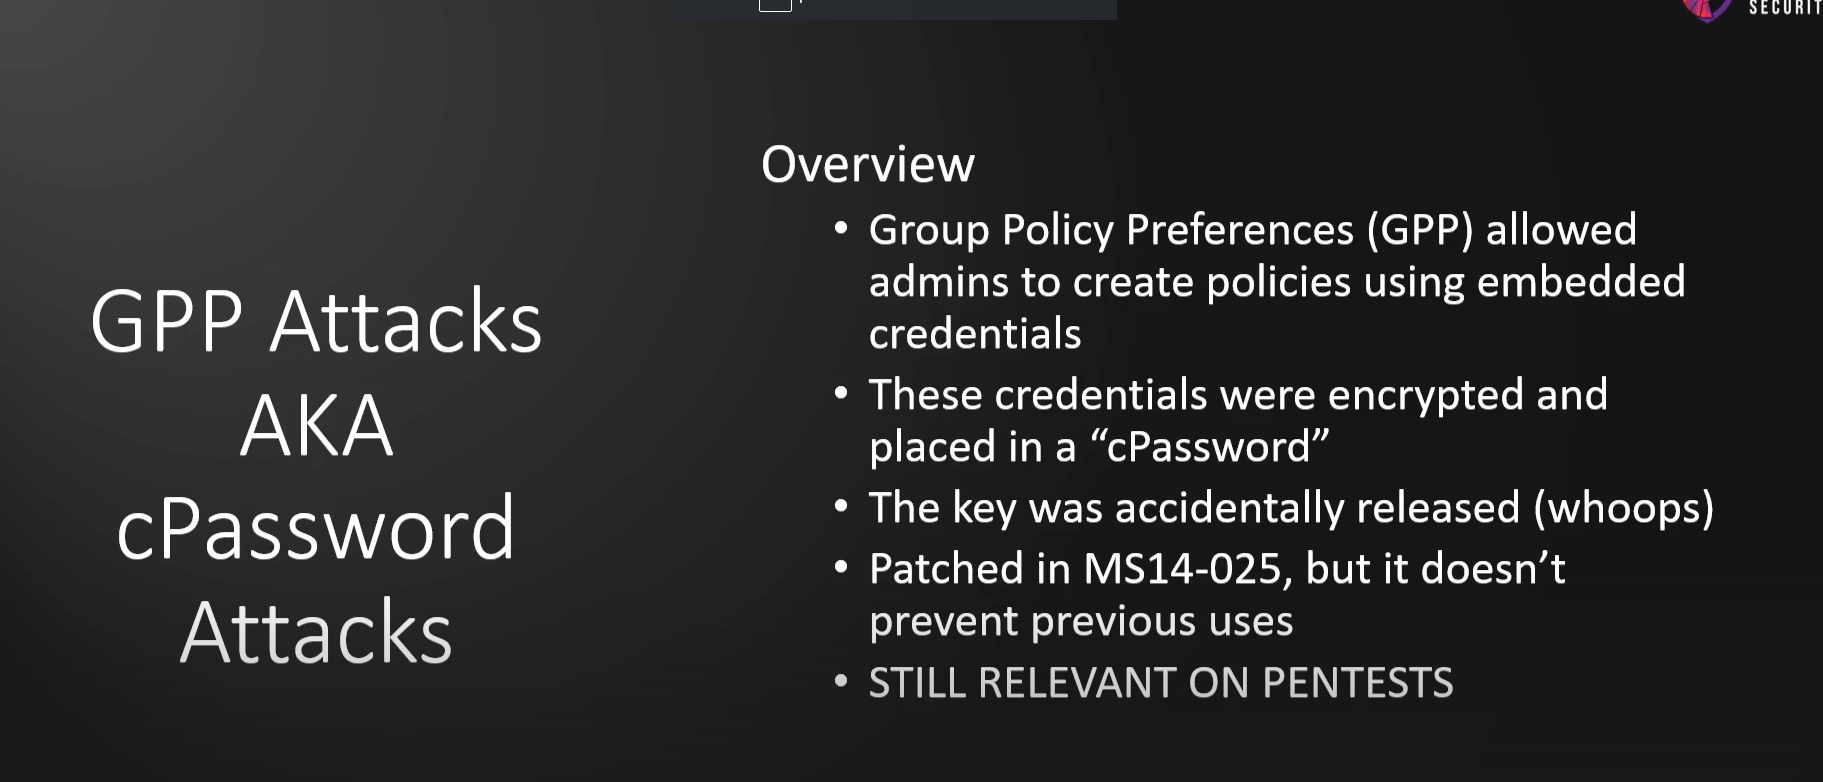 GPP Attacks
AKA
cPassword
Attacks
Overview
• Group Policy Preferences (GPP) allowed
admins to create policies using embedded
credentials
• These credentials were encrypted and
placed in a “cPassword”
• The key was accidentally released (whoops)
• Patched in MS14-025, but it doesn’t
prevent previous uses
• STILL RELEVANT ON PENTESTS